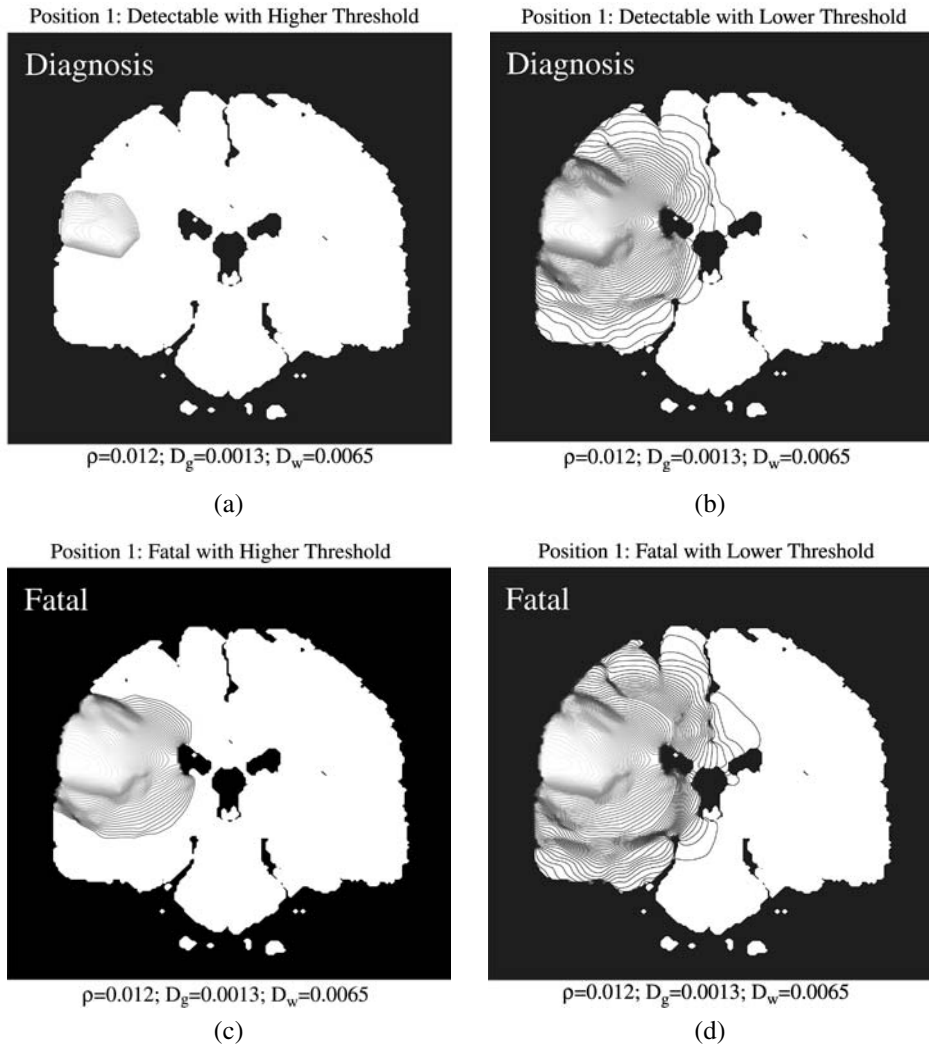 Position 1: Detectable with Higher Threshold
Diagnosis
ρ=0.012; D_g=0.0013; D_w=0.0065
(a)
Position 1: Detectable with Lower Threshold
Diagnosis
ρ=0.012; D_g=0.0013; D_w=0.0065
(b)
Position 1: Fatal with Higher Threshold
Fatal
ρ=0.012; D_g=0.0013; D_w=0.0065
(c)
Position 1: Fatal with Lower Threshold
Fatal
ρ=0.012; D_g=0.0013; D_w=0.0065
(d)